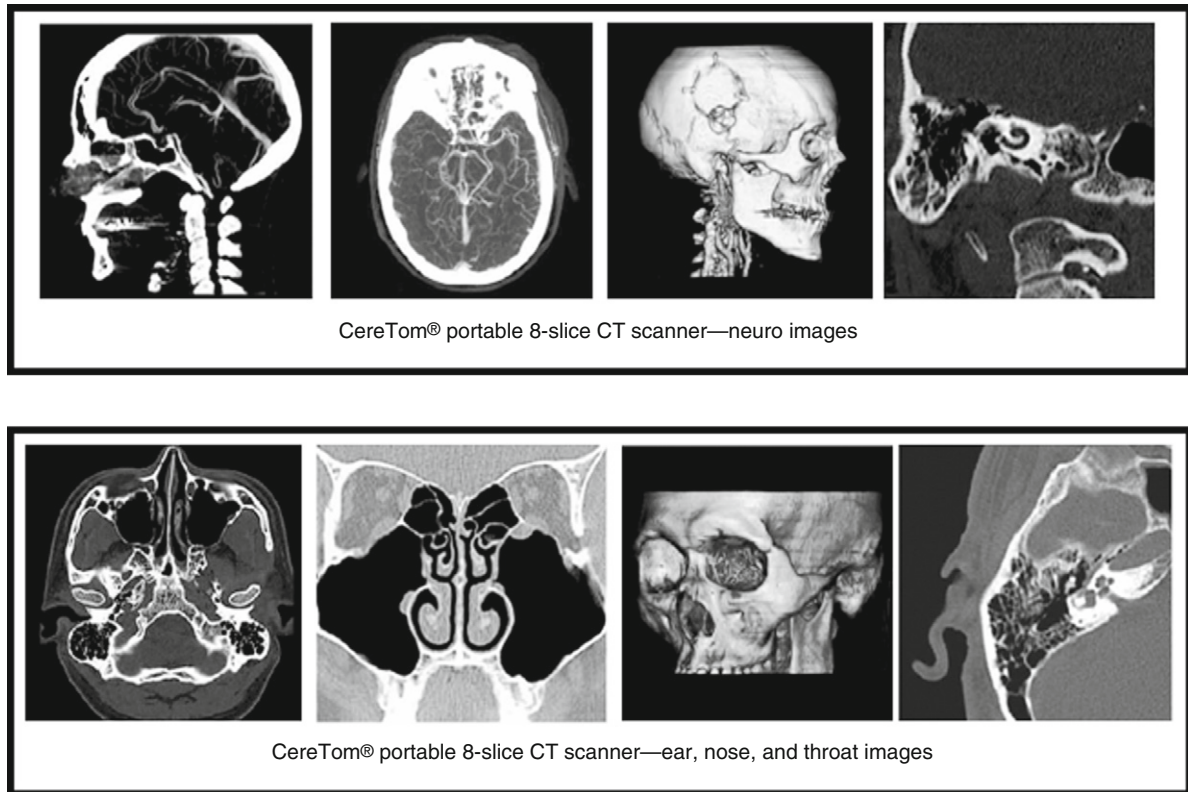 CereTom® portable 8-slice CT scanner—neuro images
CereTom® portable 8-slice CT scanner—ear, nose, and throat images